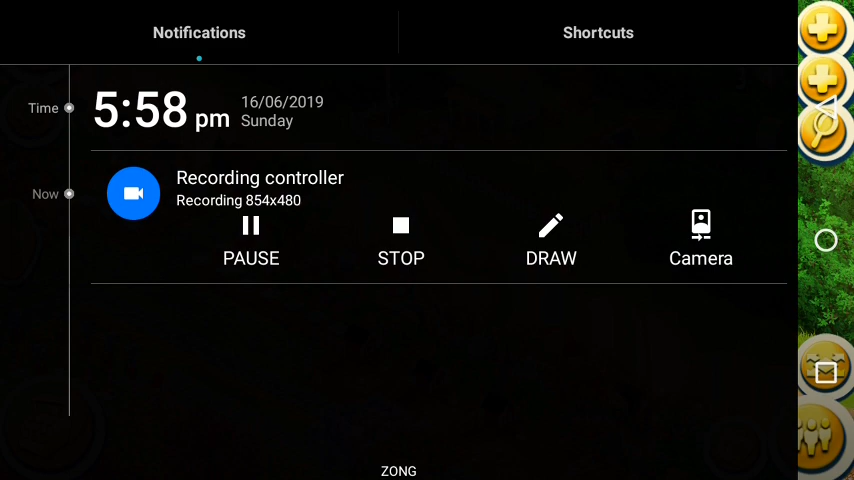 Notifications
Shortcuts
Time
5:58 pm
16/06/2019
Sunday
Now
Recording controller
Recording 854x480
PAUSE
STOP
DRAW
Camera
ZONG